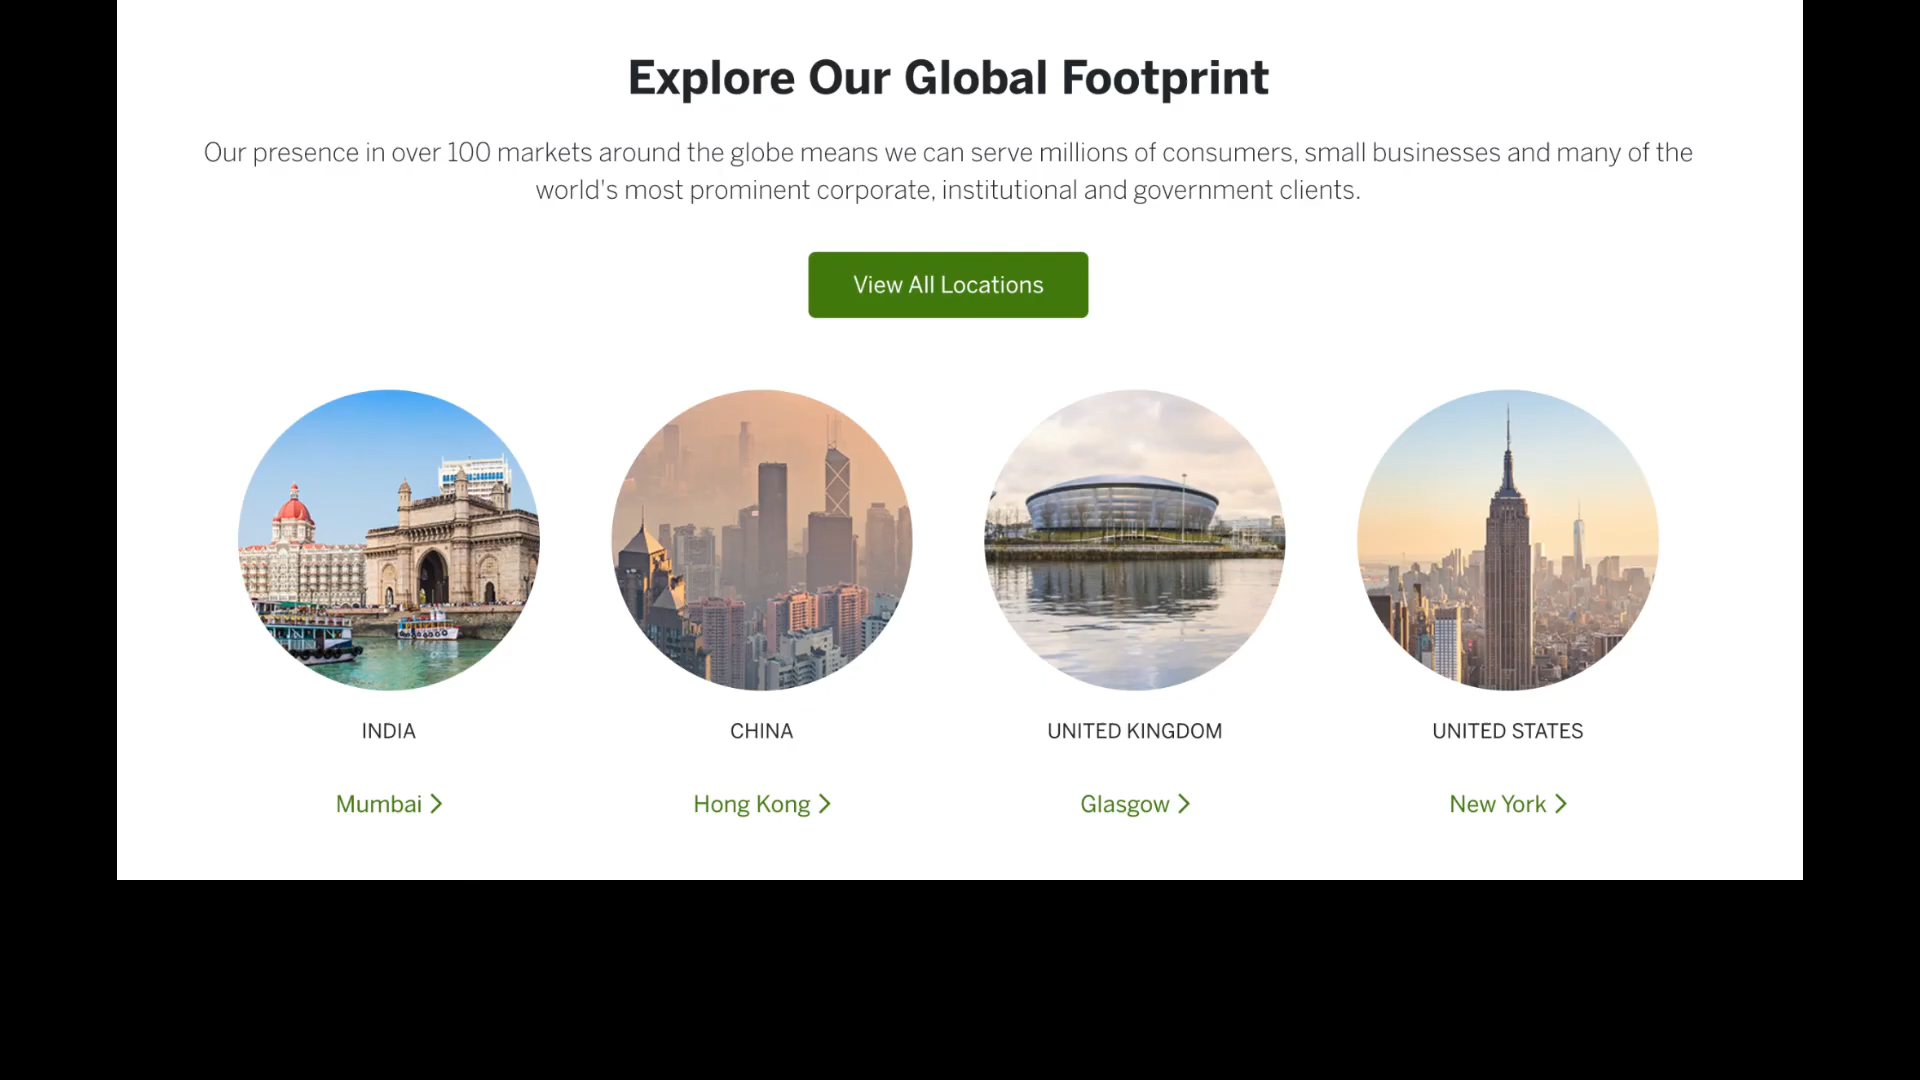 Explore Our Global Footprint
Our presence in over 100 markets around the globe means we can serve millions of consumers, small businesses and many of the
world's most prominent corporate, institutional and government clients.
View All Locations
INDIA
CHINA
UNITED KINGDOM
UNITED STATES
Mumbai
Hong Kong
Glasgow
New York